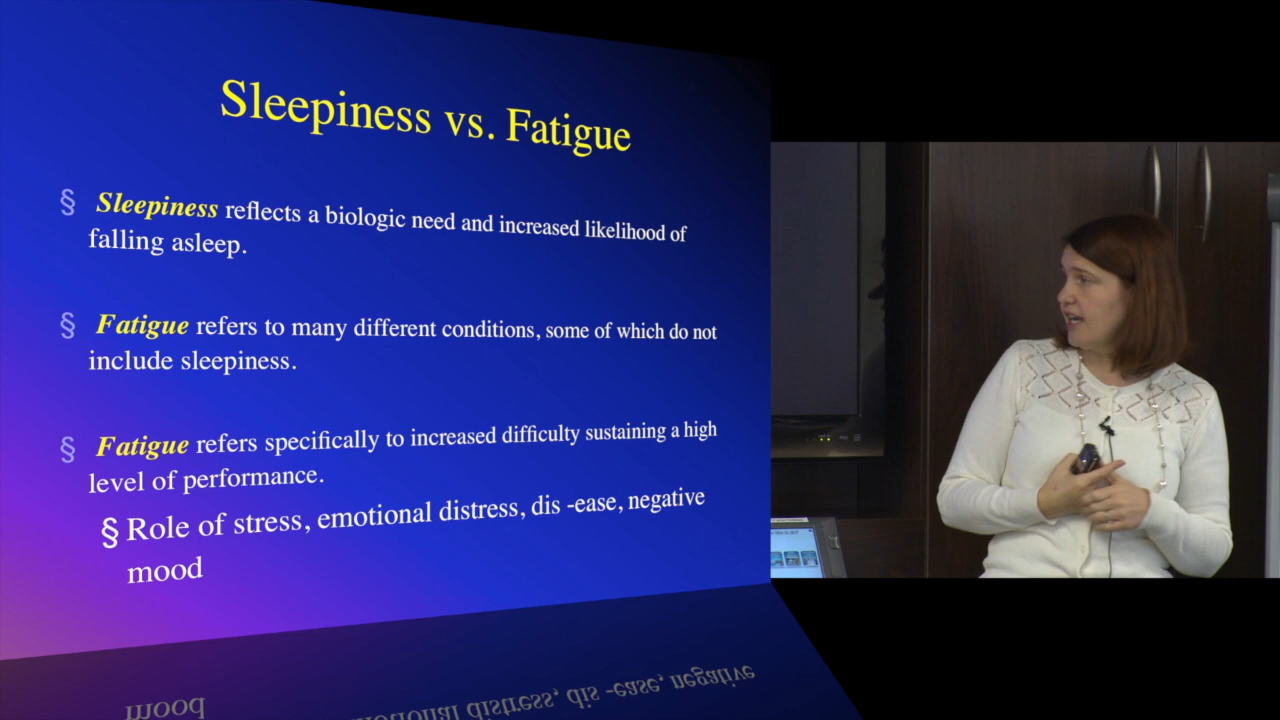 Sleepiness vs. Fatigue
§ Sleepiness reflects a biologic need and increased likelihood of
falling asleep.
§ Fatigue refers to many different conditions, some of which do not
include sleepiness.
§ Fatigue refers specifically to increased difficulty sustaining a high
level of performance.
§ Role of stress, emotional distress, dis -ease, negative
mood